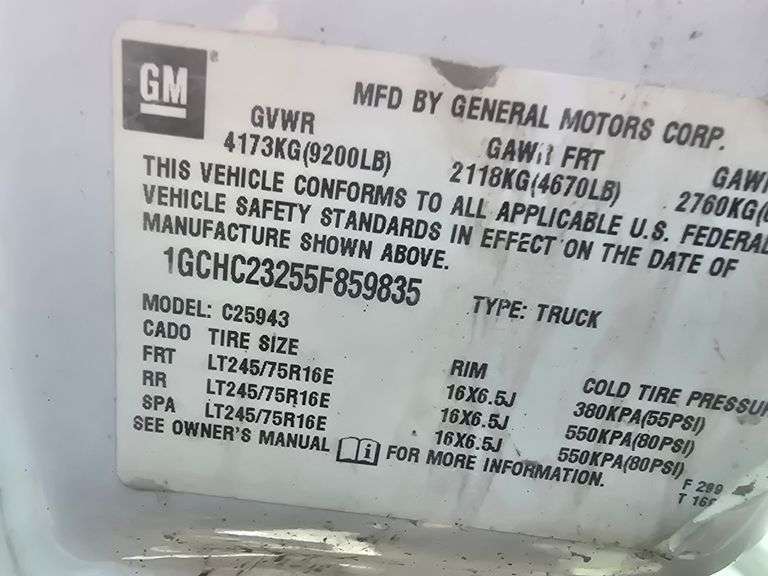 GM ®
MFD BY GENERAL MOTORS CORP.
GVWR GAWR FRT
4173KG(9200LB) 2118KG(4670LB) 2760KG
THIS VEHICLE CONFORMS TO ALL APPLICABLE U.S. FEDERAL
VEHICLE SAFETY STANDARDS IN EFFECT ON THE DATE OF
MANUFACTURE SHOWN ABOVE.
1GCHC23255F859835 TYPE: TRUCK
MODEL: C25943
CADO TIRE SIZE RIM COLD TIRE PRESSU
FRT LT245/75R16E 16X6.5J 380KPA(55PSI)
RR LT245/75R16E 16X6.5J 550KPA(80PSI)
SPA LT245/75R16E 16X6.5J 550KPA(80PSI)
SEE OWNER'S MANUAL i FOR MORE INFORMATION.
F 299
T